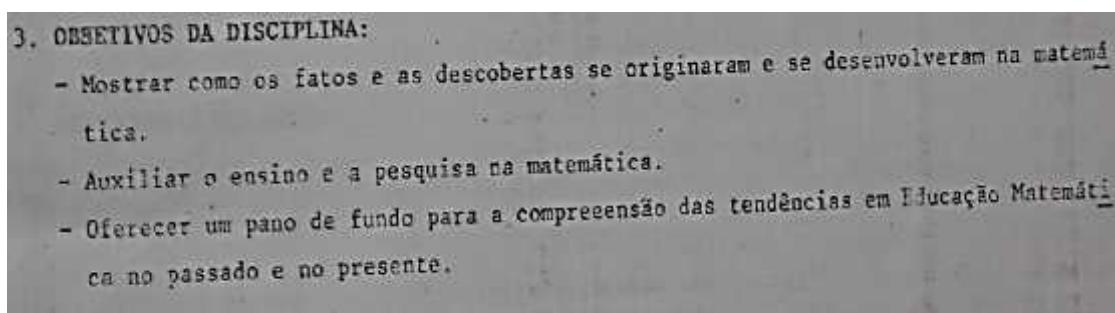 3. OBBETIVOS DA DISCIPLINA:
- Mostrar como os fatos e as descobertas se originaram e se desenvolveram na matemá
tica.
- Auxiliar o ensino e a pesquisa na matemática.
- Oferecer um pano de fundo para a compreeensão das tendências em Educação Matemáti
ca no passado e no presente.